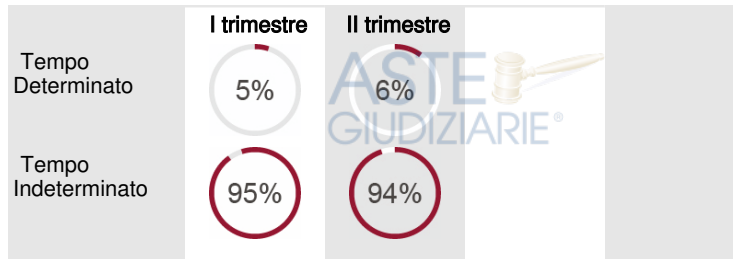 I trimestre II trimestre
Tempo
Determinato
5% 6%
ASTE
GIUDIZIARIE®
Tempo
Indeterminato
95% 94%